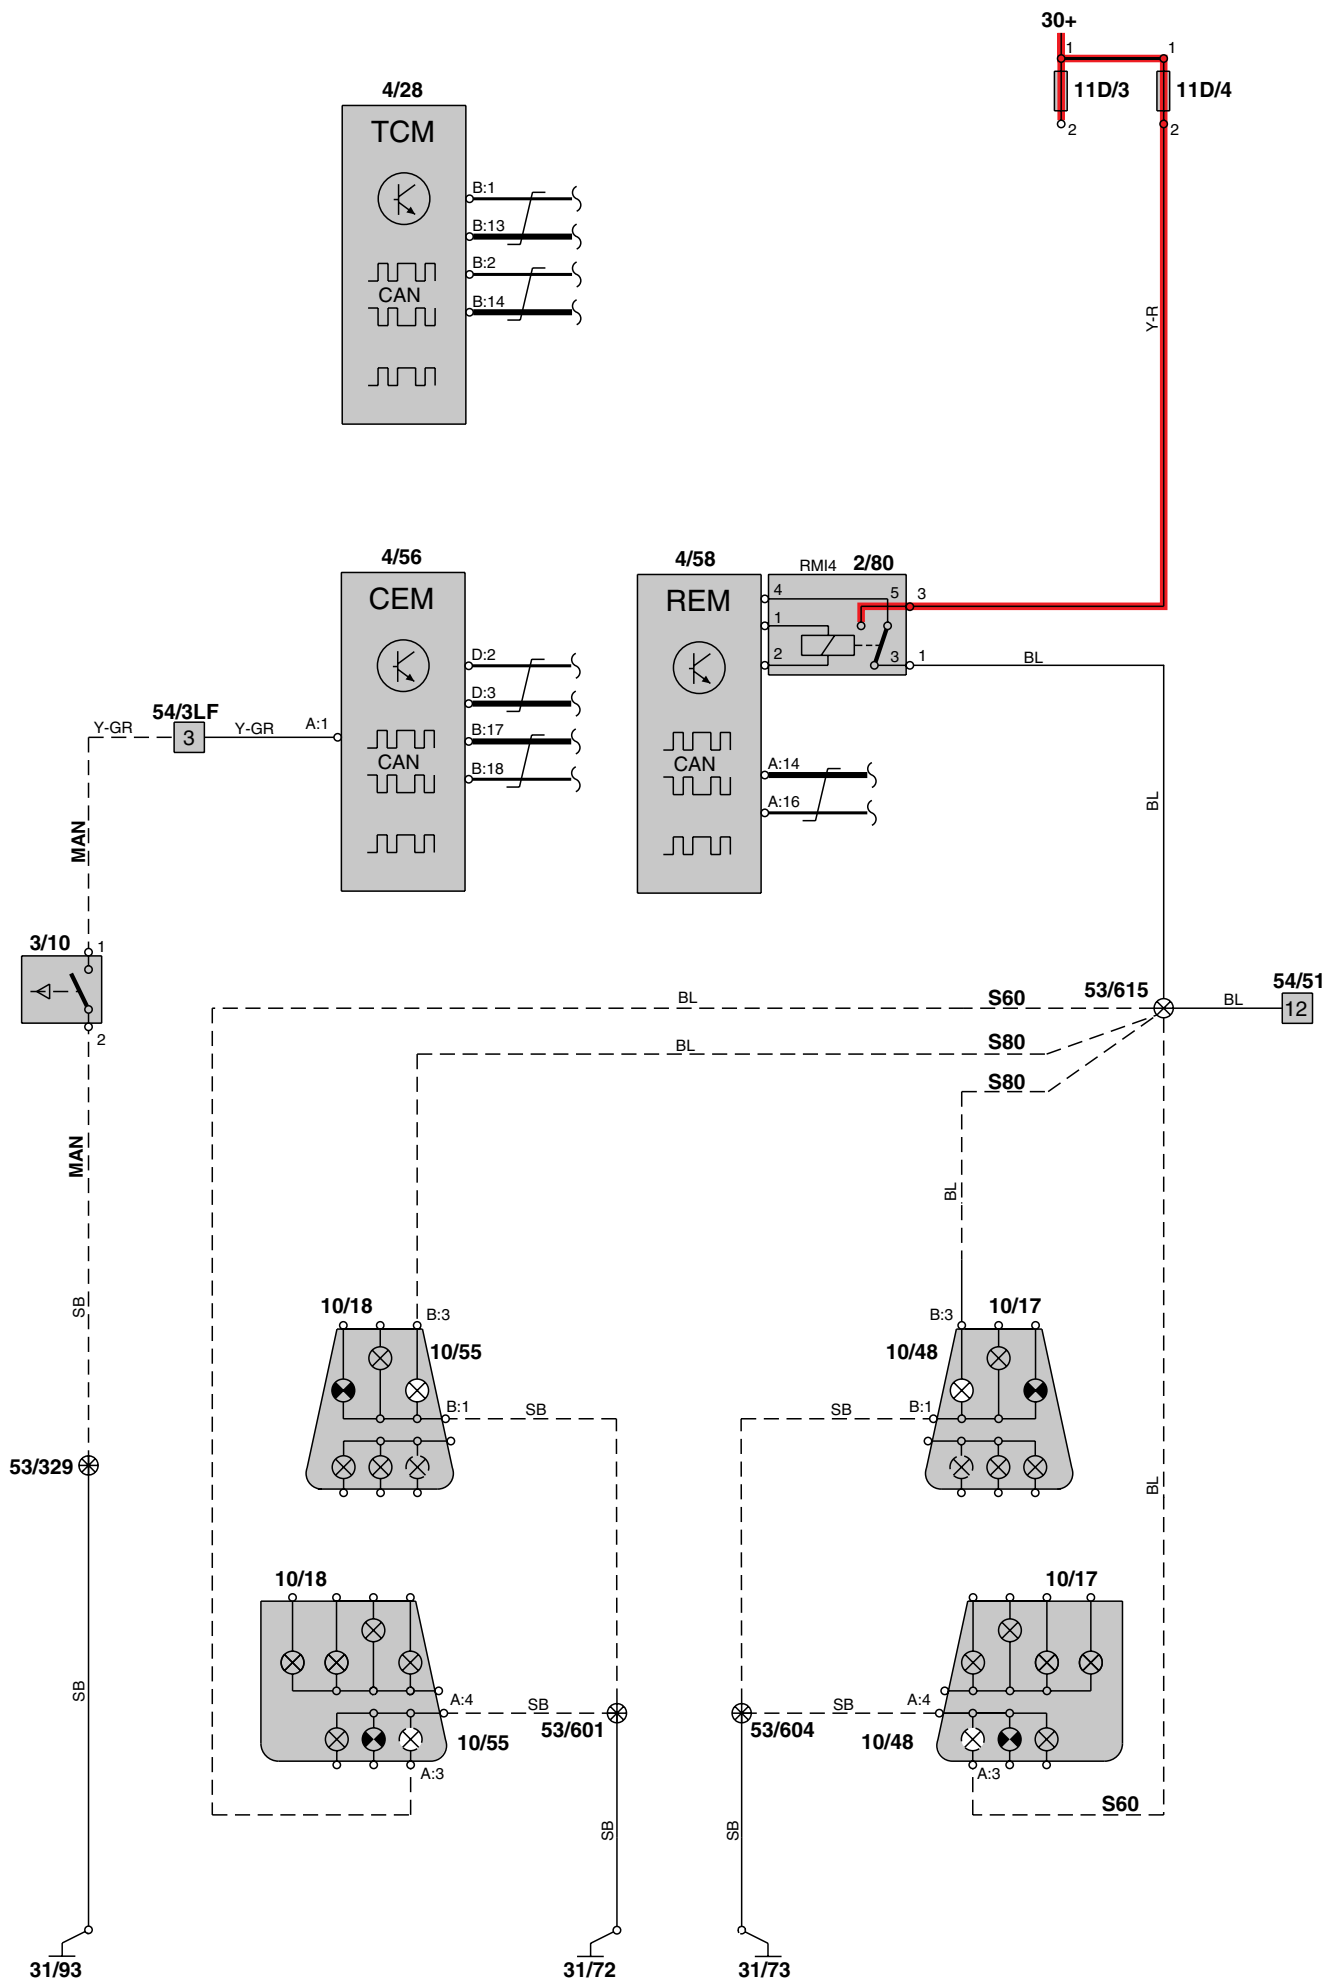 30+
1
1
11D/3
11D/4
2
2
4/28
TCM
B:1
B:13
B:2
CAN
B:14
Y-R
4/56
CEM
D:2
D:3
B:17
CAN
B:18
4/58
REM
RMI4
2/80
4
5
3
1
2
3
1
BL
CAN
A:14
A:16
54/3LF
Y-GR
3
Y-GR
A:1
BL
MAN
3/10
1
2
MAN
SB
53/615
54/51
BL
12
BL
S60
BL
S80
S80
BL
10/18
B:3
10/55
B:1
SB
B:3
10/17
10/48
B:1
SB
53/329
BL
SB
10/18
A:4
SB
53/601
10/55
A:3
10/17
A:4
SB
53/604
10/48
A:3
S60
SB
SB
31/93
31/72
31/73